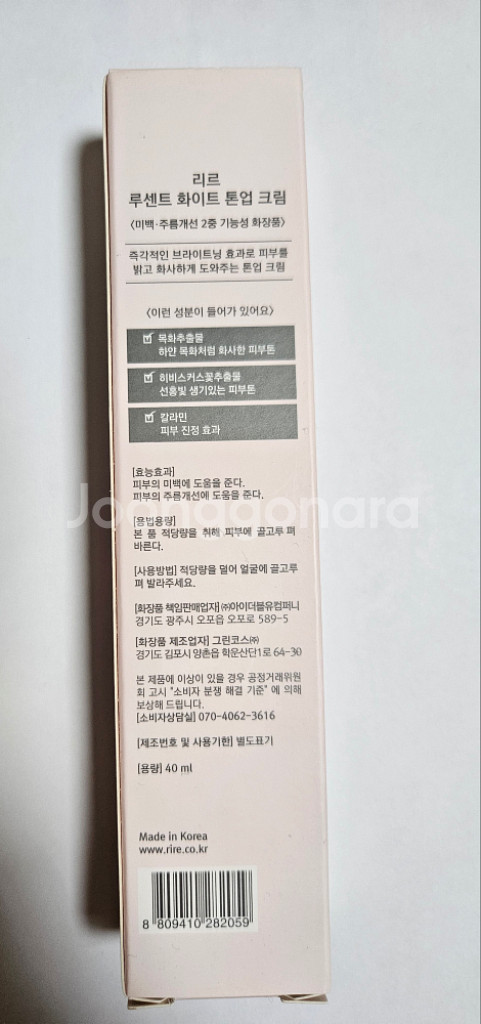 리르
루센트 화이트 톤업 크림
<미백·주름개선 2중 기능성 화장품>
즉각적인 브라이트닝 효과로 피부를
밝고 화사하게 도와주는 톤업 크림
<이런 성분이 들어가 있어요>
목화추출물
하얀 목화처럼 화사한 피부톤
히비스커스꽃추출물
선홍빛 생기있는 피부톤
칼라민
피부 진정 효과
[효능효과]
피부의 미백에 도움을 준다.
피부의 주름개선에 도움을 준다.
Joonggonara
[용법용량]
본 품 적당량을 취해 피부에 골고루 펴
바른다.
[사용방법] 적당량을 덜어 얼굴에 골고루
펴 발라주세요.
[화장품 책임판매업자] ㈜아이더블유컴퍼니
경기도 광주시 오포읍 오포로 589-5
[화장품 제조업자] 그린코스㈜
경기도 김포시 양촌읍 학운산단1로 64-30
본 제품에 이상이 있을 경우 공정거래위원
회 고시 "소비자 분쟁 해결 기준" 에 의해
보상해 드립니다.
[소비자상담실] 070-4062-3616
[제조번호 및 사용기한] 별도표기
[용량] 40 ml
Made in Korea
www.rire.co.kr
8 809410 282059